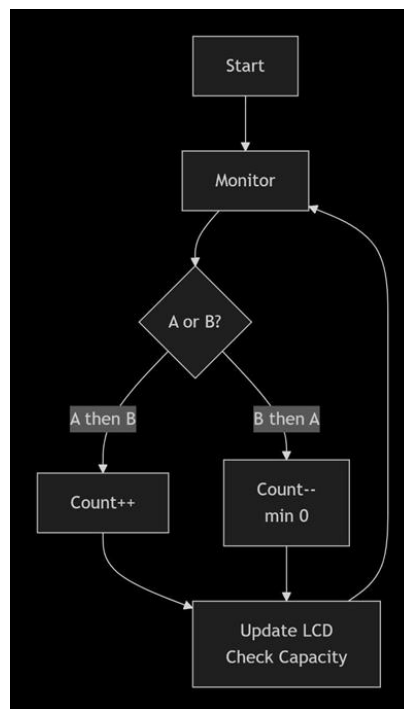 Start
Monitor
A or B?
A then B
B then A
Count++
Count--
min 0
Update LCD
Check Capacity